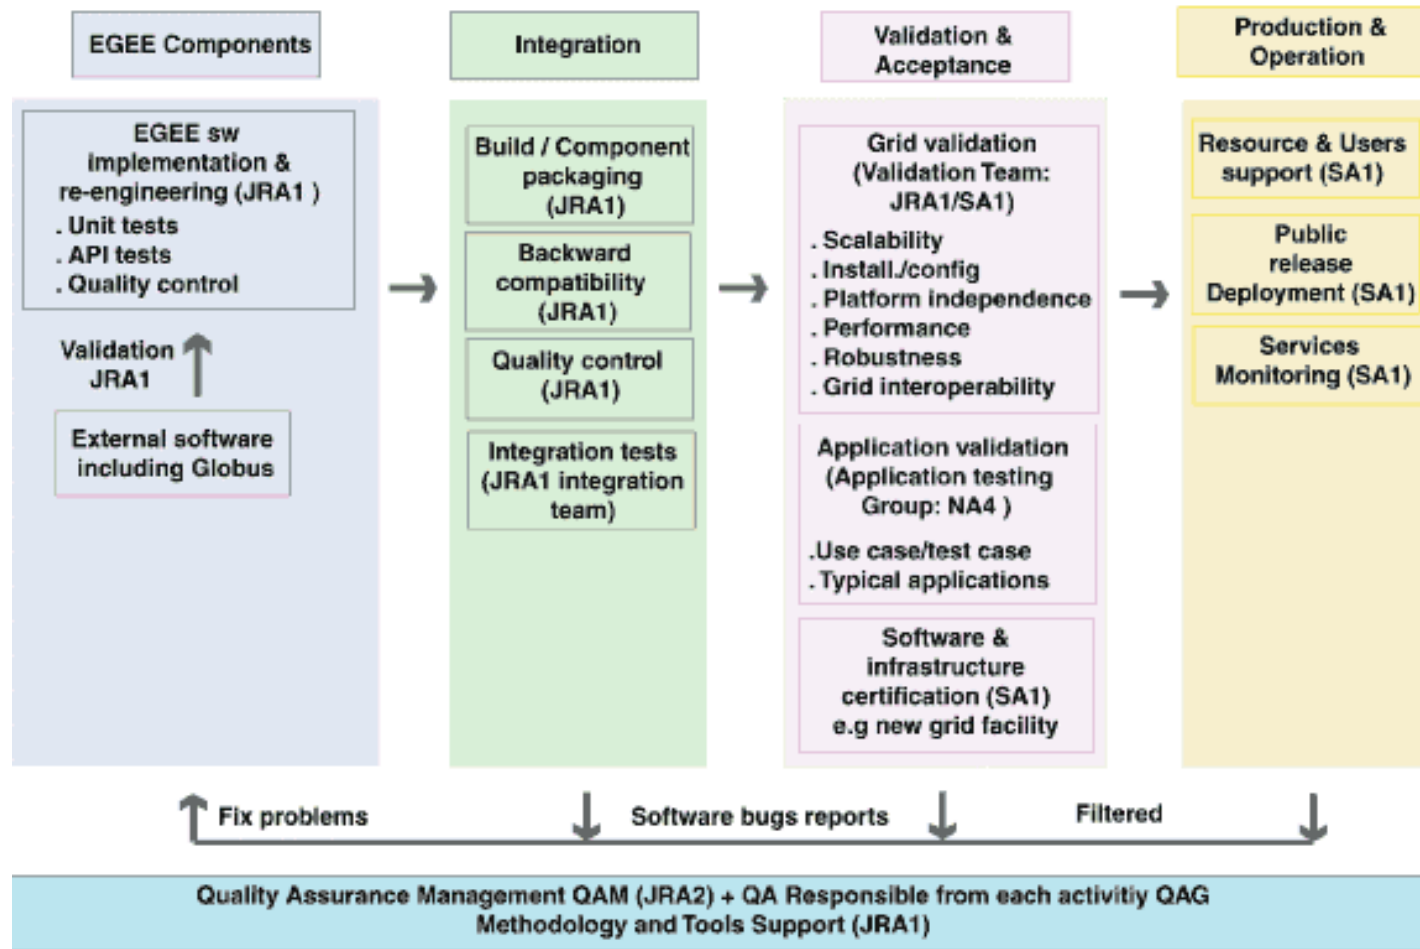 EGEE Components
EGEE sw
implementation &
re-engineering (JRA1 )
. Unit tests
. API tests
. Quality control
Validation
JRA1
External software
including Globus
Integration
Build / Component
packaging
(JRA1)
Backward
compatibility
(JRA1)
Quality control
(JRA1)
Integration tests
(JRA1 integration
team)
Validation &
Acceptance
Grid validation
(Validation Team:
JRA1/SA1)
. Scalability
. Install./config
. Platform independence
. Performance
. Robustness
. Grid interoperability
Application validation
(Application testing
Group: NA4 )
.Use case/test case
. Typical applications
Software &
infrastructure
certification (SA1)
e.g new grid facility
Production &
Operation
Resource & Users
support (SA1)
Public
release
Deployment (SA1)
Services
Monitoring (SA1)
Fix problems
Software bugs reports
Filtered
Quality Assurance Management QAM (JRA2) + QA Responsible from each activitiy QAG
Methodology and Tools Support (JRA1)